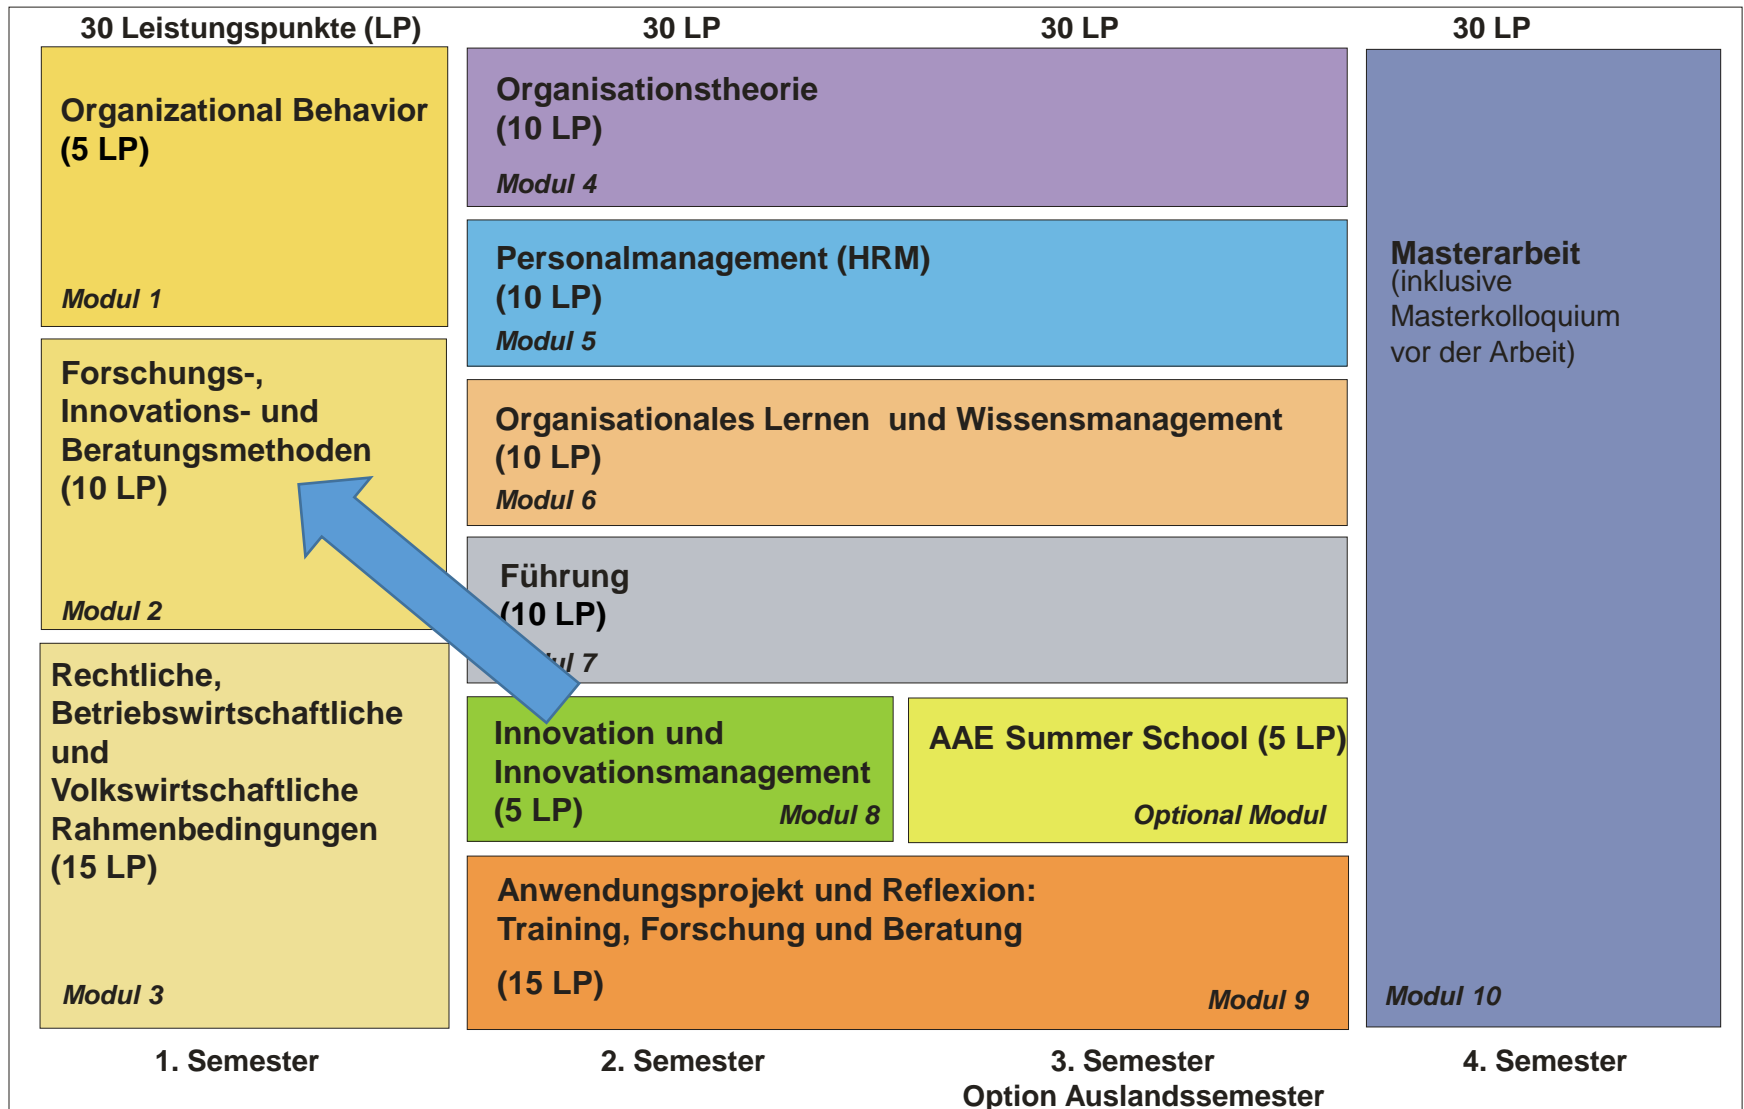 30 Leistungspunkte (LP)
30 LP
30 LP
30 LP
Organizational Behavior
(5 LP)
Modul 1
Forschungs-,
Innovations- und
Beratungsmethoden
(10 LP)
Modul 2
Rechtliche,
Betriebswirtschaftliche
und
Volkswirtschaftliche
Rahmenbedingungen
(15 LP)
Modul 3
Organisationstheorie
(10 LP)
Modul 4
Personalmanagement (HRM)
(10 LP)
Modul 5
Organisationales Lernen und Wissensmanagement
(10 LP)
Modul 6
Führung
(10 LP)
7
Innovation und
Innovationsmanagement
(5 LP)
Modul 8
AAE Summer School (5 LP)
Optional Modul
Anwendungsprojekt und Reflexion:
Training, Forschung und Beratung
(15 LP)
Modul 9
Masterarbeit
(inklusive
Masterkolloquium
vor der Arbeit)
Modul 10
1. Semester
2. Semester
3. Semester
Option Auslandssemester
4. Semester